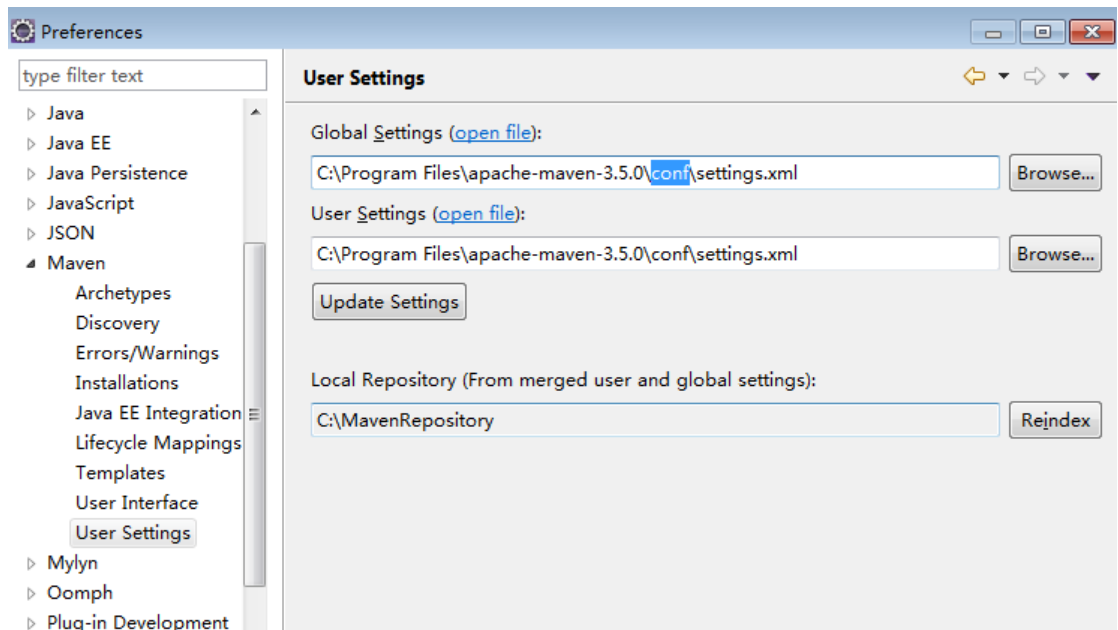 Preferences
type filter text
Java
Java EE
Java Persistence
JavaScript
JSON
Maven
Archetypes
Discovery
Errors/Warnings
Installations
Java EE Integration
Lifecycle Mappings
Templates
User Interface
User Settings
Mylyn
Oomph
Plug-in Development
User Settings
Global Settings (open file):
C:\Program Files\apache-maven-3.5.0\conf\settings.xml
Browse...
User Settings (open file):
C:\Program Files\apache-maven-3.5.0\conf\settings.xml
Browse...
Update Settings
Local Repository (From merged user and global settings):
C:\MavenRepository
Reindex